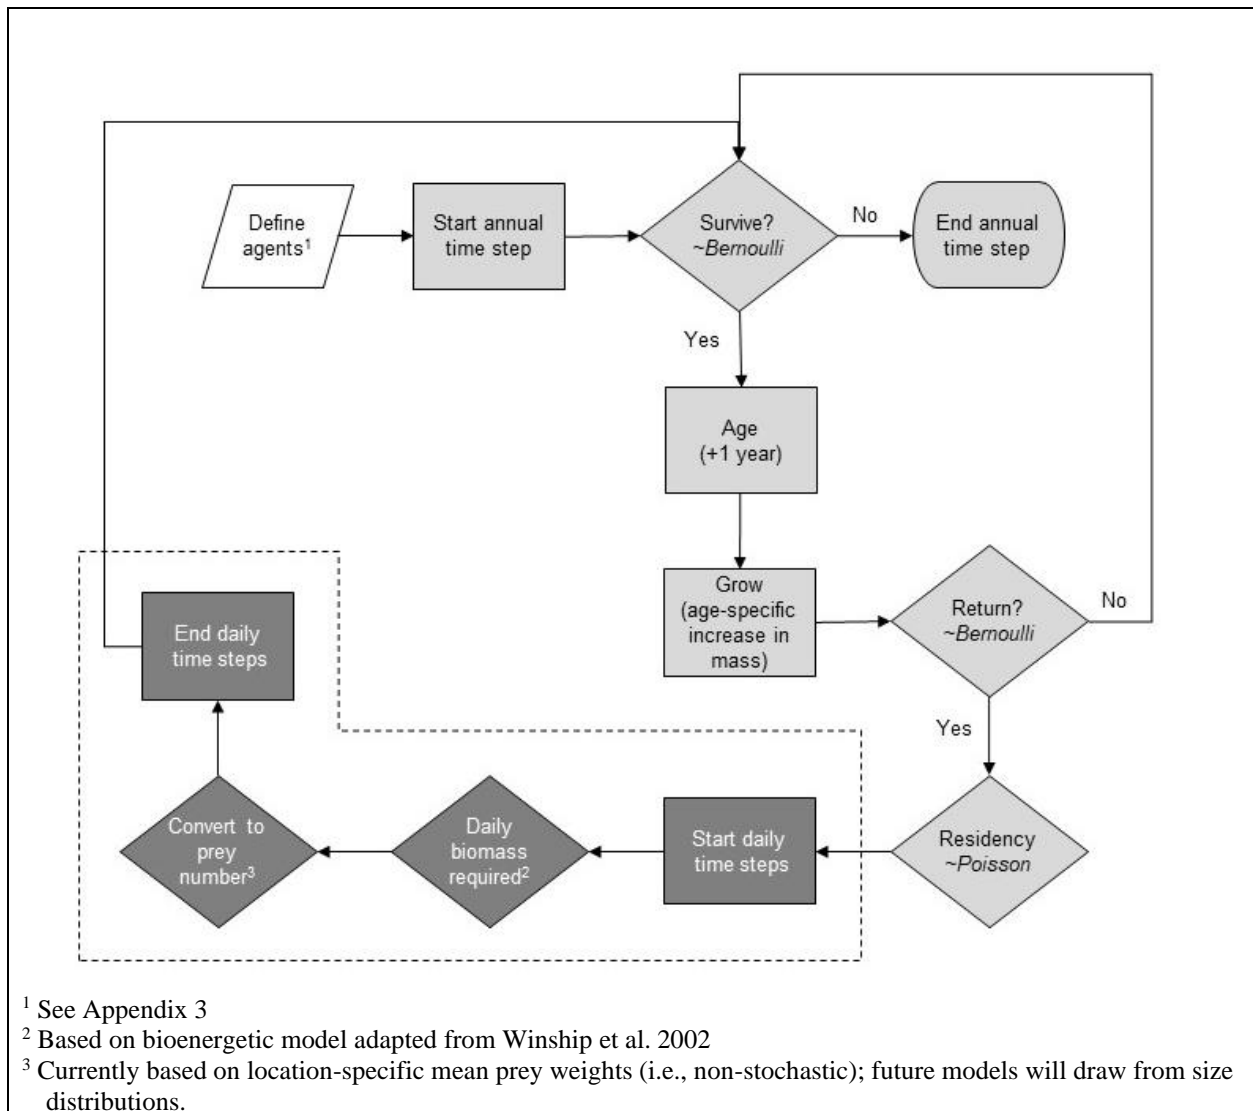 Define
agents¹
Start annual
time step
Survive?
~Bernoulli
No
End annual
time step
Yes
Age
(+1 year)
Grow
(age-specific
increase in
mass)
Return?
~Bernoulli
No
Yes
End daily
time steps
Convert to
prey
number³
Daily
biomass
required²
Start daily
time steps
Residency
~Poisson
¹ See Appendix 3
² Based on bioenergetic model adapted from Winship et al. 2002
³ Currently based on location-specific mean prey weights (i.e., non-stochastic); future models will draw from size
distributions.